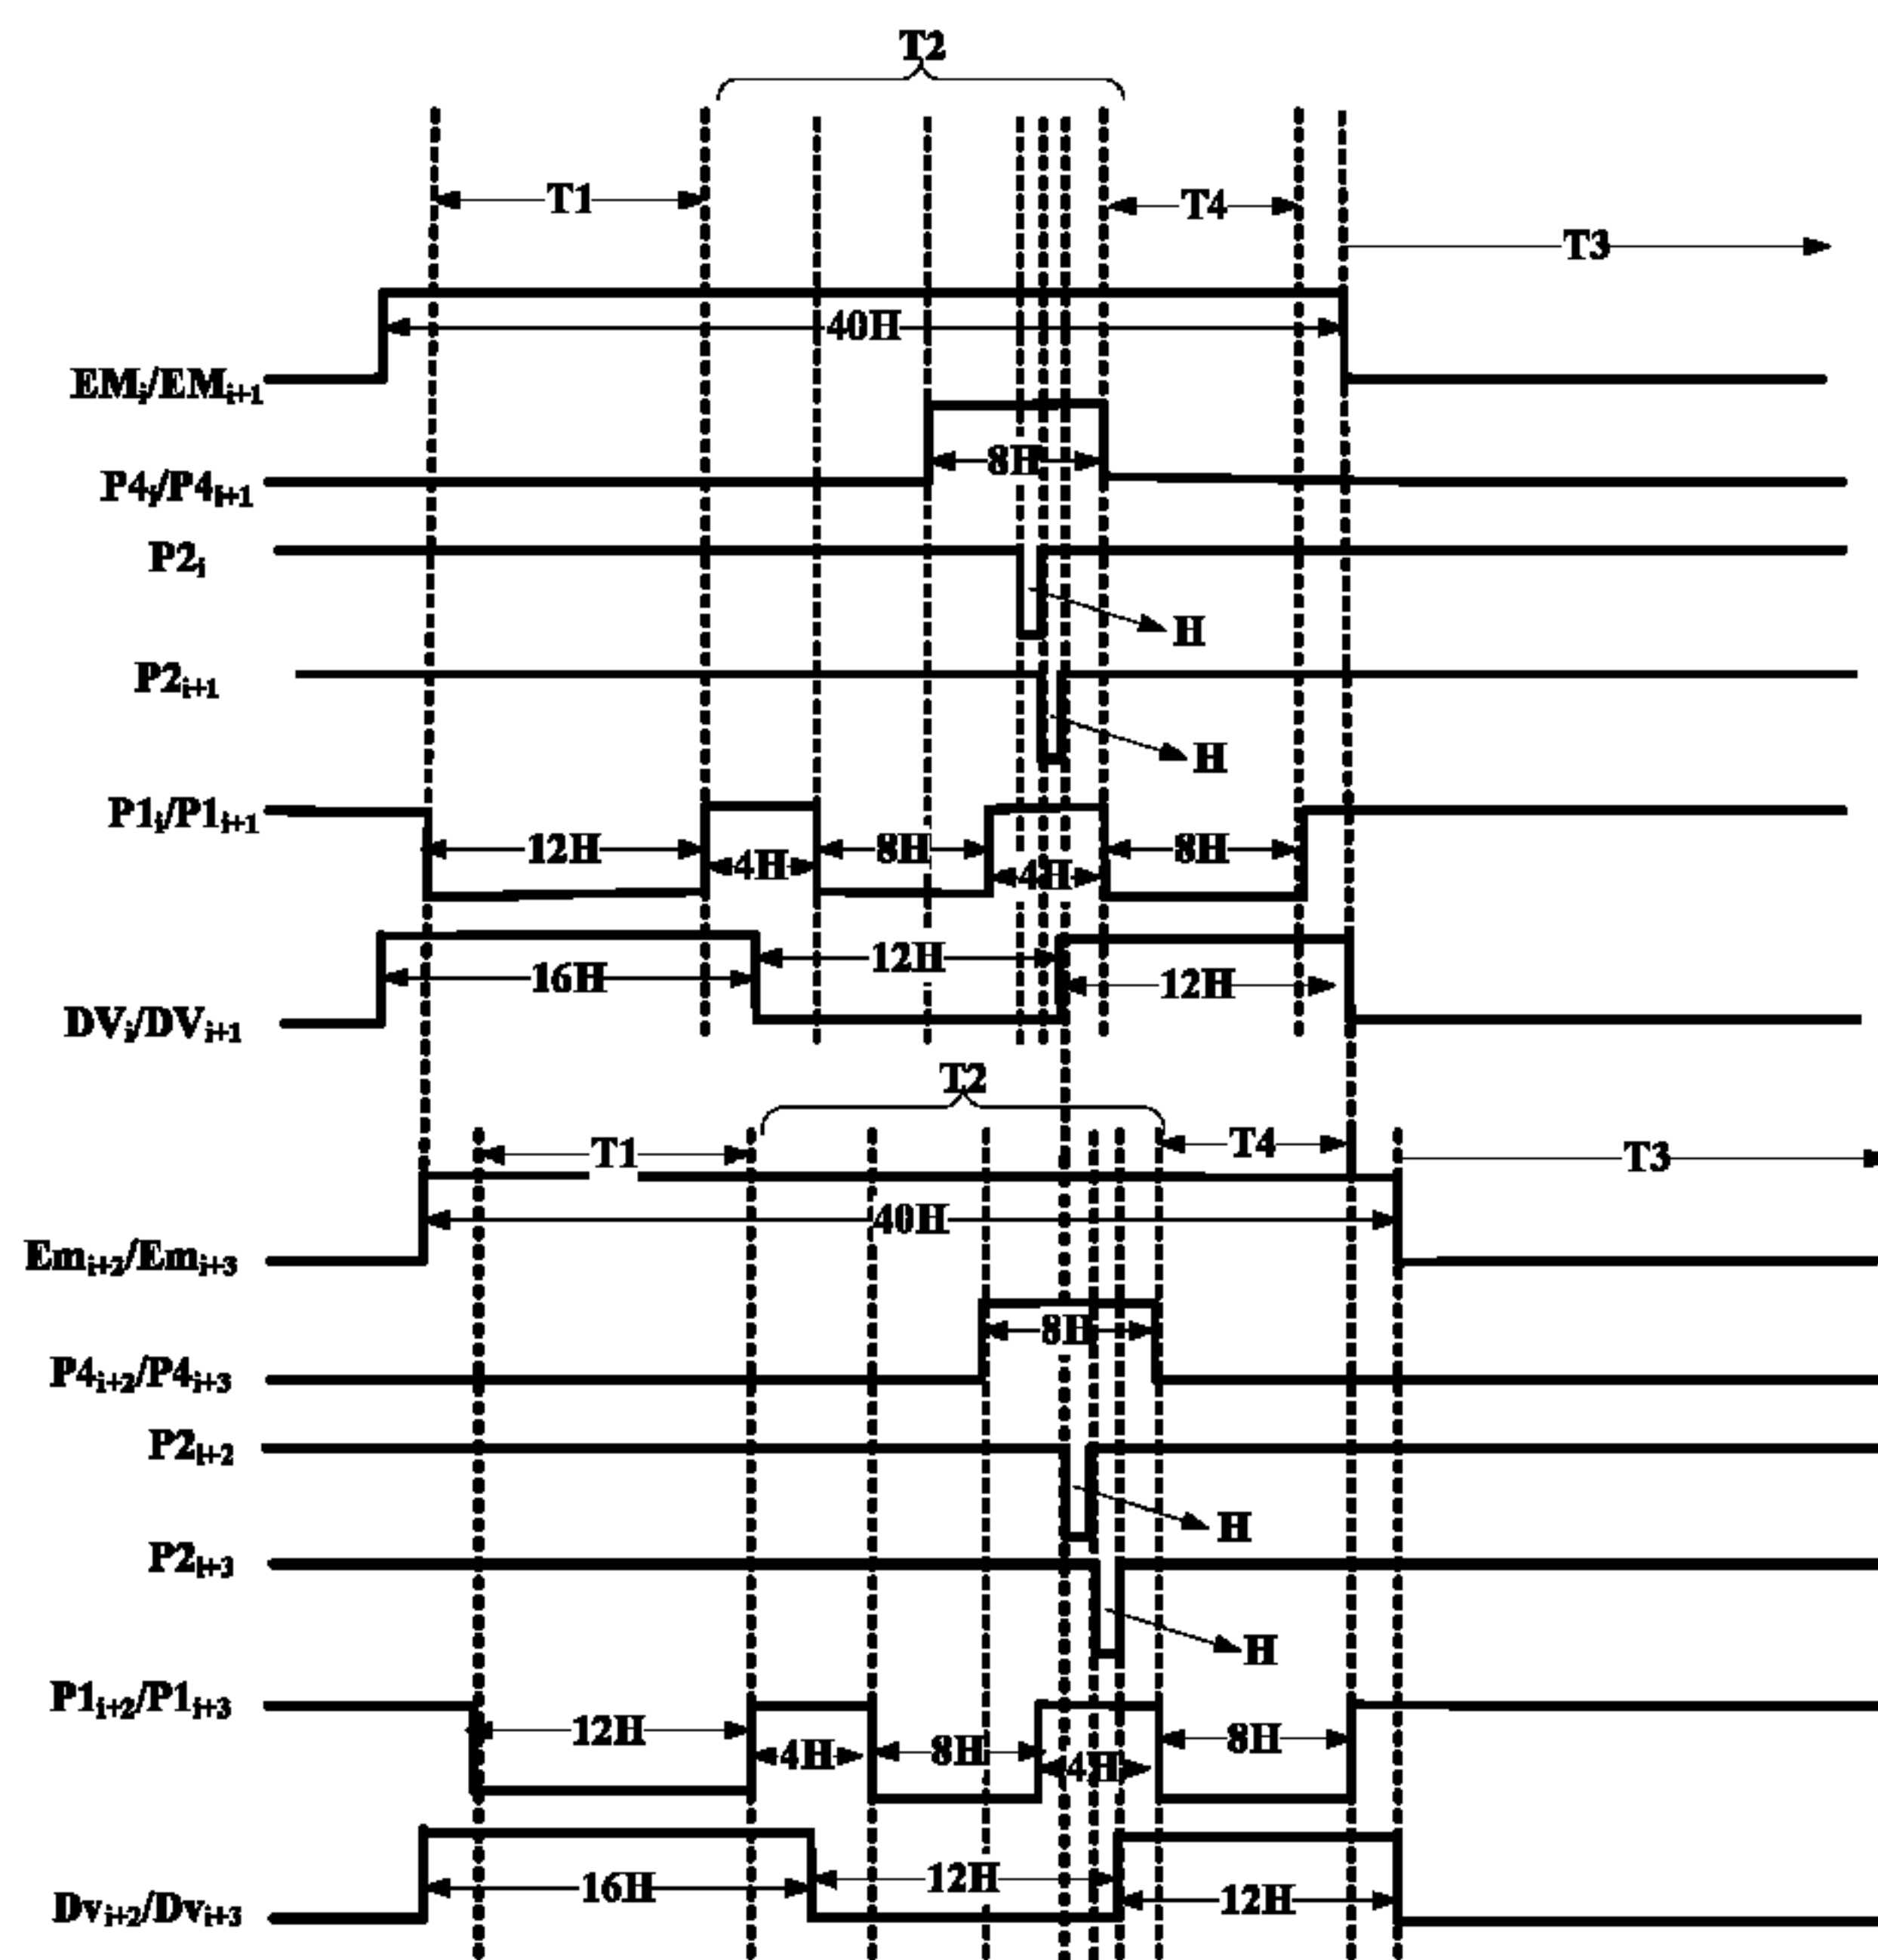 T2
T1
T4
T3
40H
EMi/EMi+1
8H
P4i/P4i+1
P2i
H
P2i+1
H
P1i/P1i+1
12H
4H
8H
4H
8H
DVi/DVi+1
16H
12H
12H
T2
T1
T4
T3
40H
Emi+2/Emi+3
8H
P4i+2/P4i+3
P2i+2
H
P2i+3
H
P1i+2/P1i+3
12H
4H
8H
4H
8H
Dvi+2/Dvi+3
16H
12H
12H